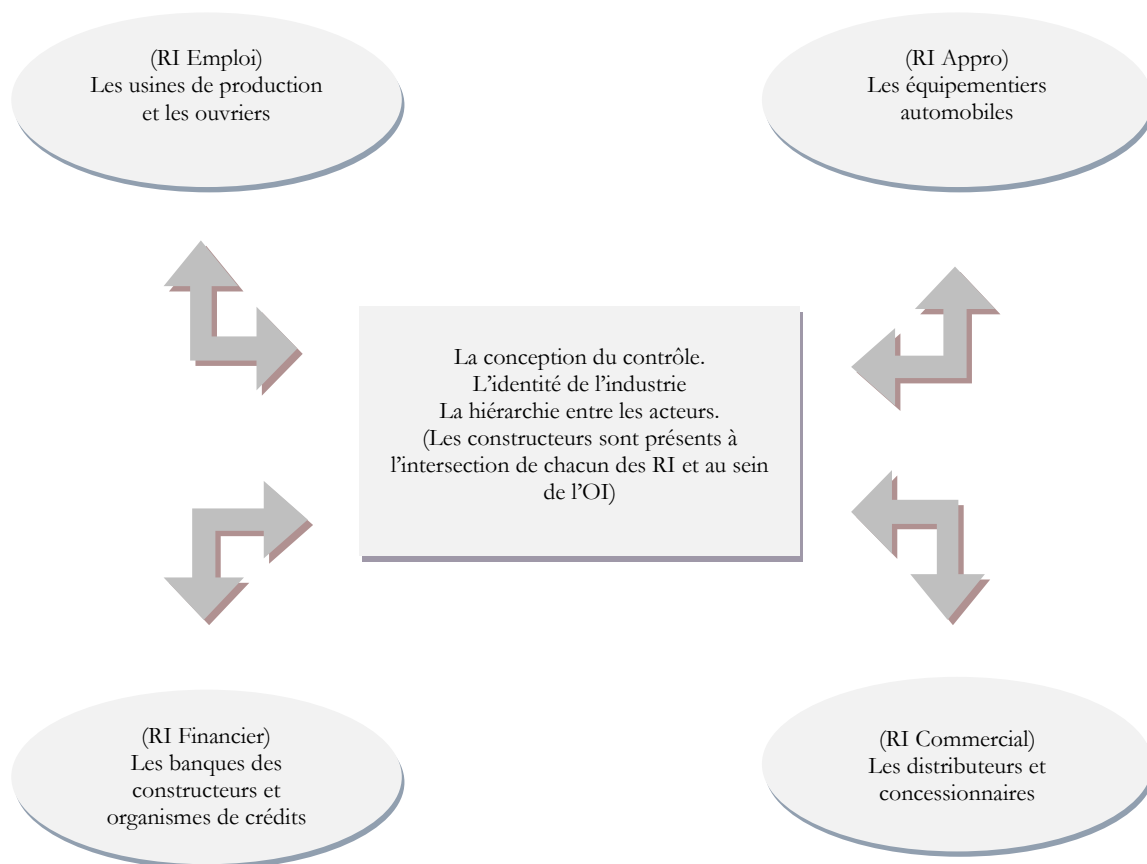 (RI Emploi)
Les usines de production
et les ouvriers
(RI Appro)
Les équipementiers
automobiles
La conception du contrôle.
L’identité de l’industrie
La hiérarchie entre les acteurs.
(Les constructeurs sont présents à
l’intersection de chacun des RI et au sein
de l’OI)
(RI Financier)
Les banques des
constructeurs et
organismes de crédits
(RI Commercial)
Les distributeurs et
concessionnaires